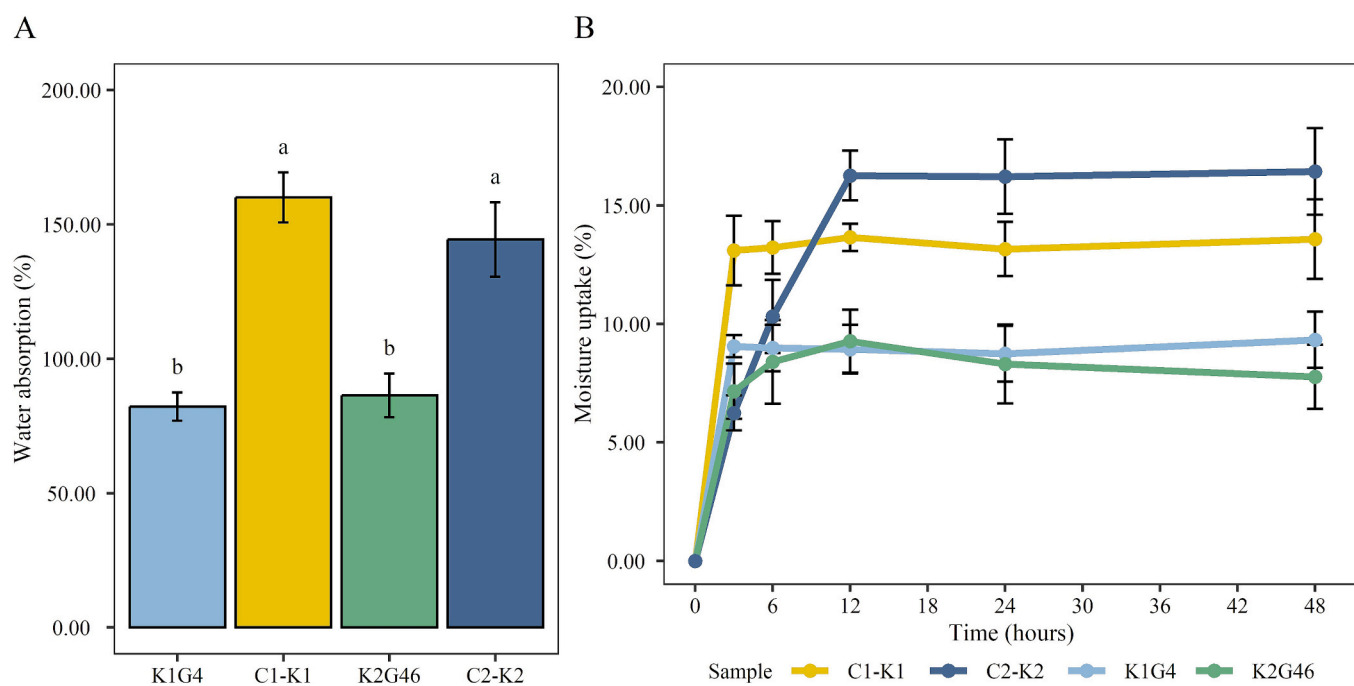 A
B
Water absorption (%)
200.00
150.00
100.00
50.00
0.00
b
a
b
a
K1G4 C1-K1 K2G46 C2-K2
Moisture uptake (%)
20.00
15.00
10.00
5.00
0.00
0 6 12 18 24 30 36 42 48
Time (hours)
Sample C1-K1 C2-K2 K1G4 K2G46